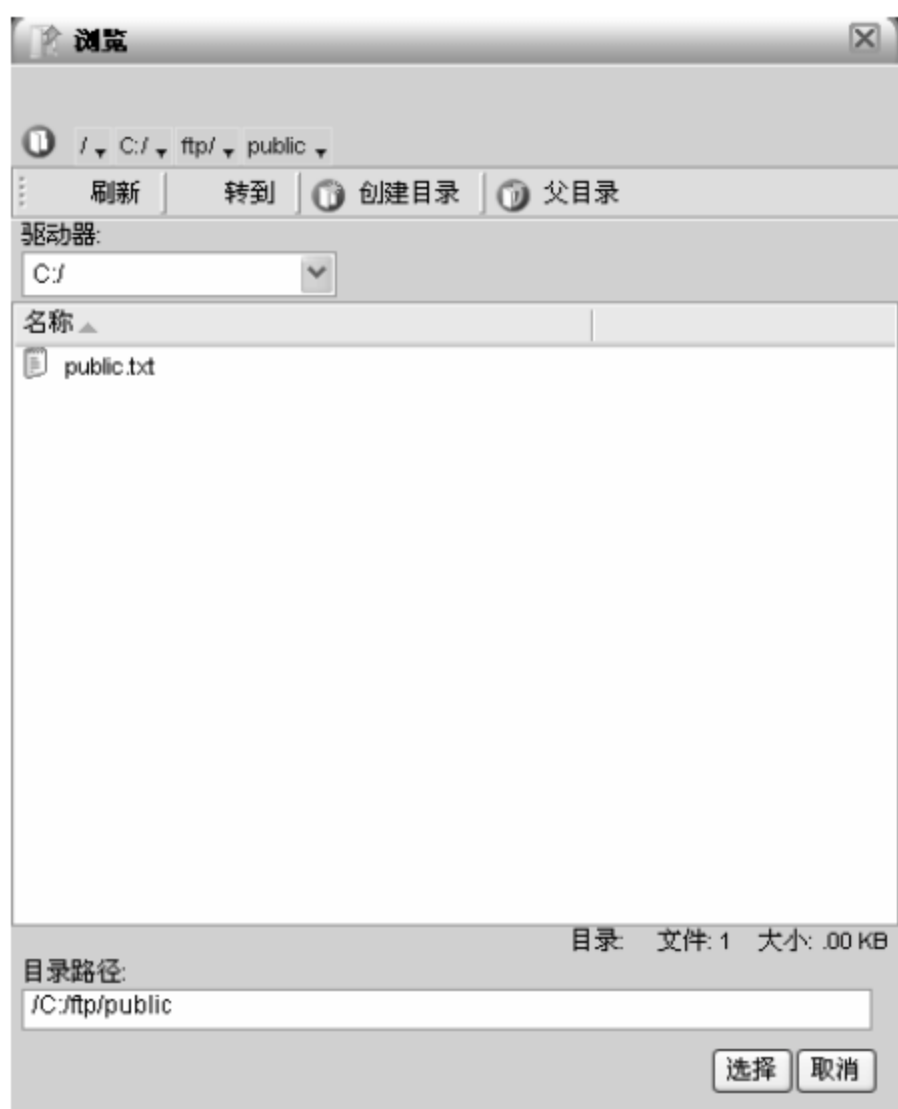 浏览
/ C:/ ftp/ public
刷新 转到 创建目录 父目录
驱动器:
C:/
名称
public.txt
目录: 文件: 1 大小: .00 KB
目录路径:
/C:/ftp/public
选择 取消